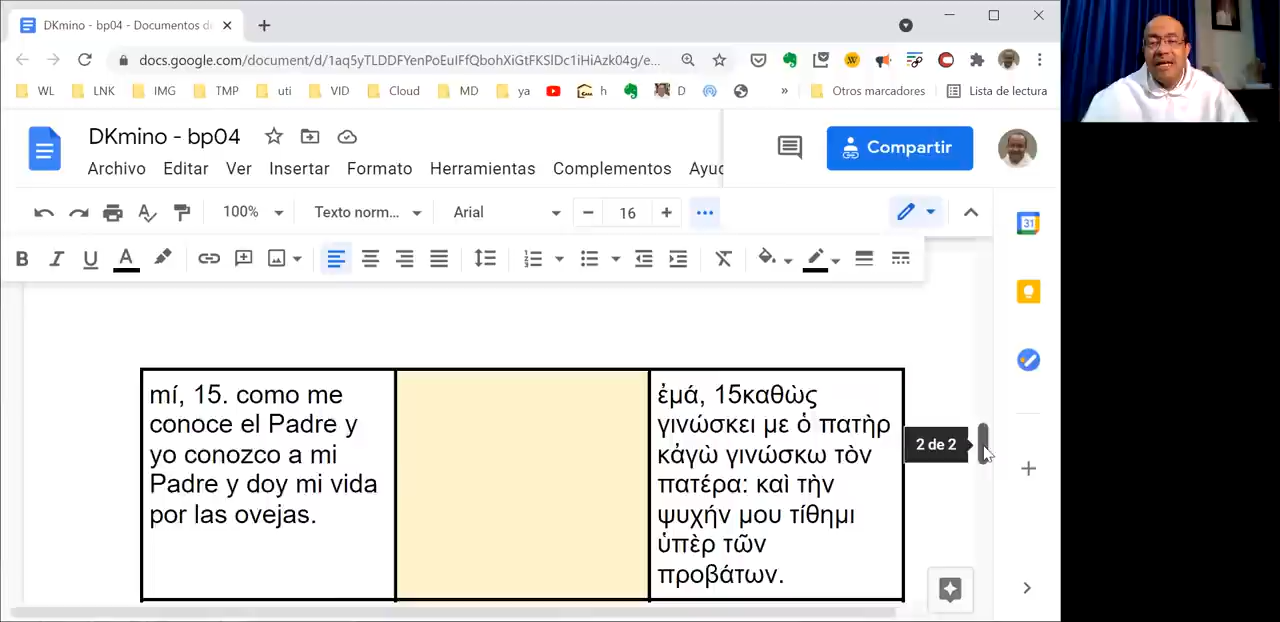 DKmino - bp04 - Documentos d
docs.google.com/document/d/1aq5yTLDDFYenPoEuIFfQbohXiGtFKSlDc1iHiAzk04g/e...
WL LNK IMG TMP uti VID Cloud MD ya h D » Otros marcadores Lista de lectura
DKmino - bp04
Compartir
Archivo Editar Ver Insertar Formato Herramientas Complementos Ayuc
100% Texto norm... Arial − 16 + ...
B I U A
31
mí, 15. como me
conoce el Padre y
yo conozco a mi
Padre y doy mi vida
por las ovejas.
ἐμά, 15καθὼς
γινώσκει με ὁ πατὴρ
κἀγὼ γινώσκω τὸν
πατέρα: καὶ τὴν
ψυχήν μου τίθημι
ὑπὲρ τῶν
προβάτων.
2 de 2